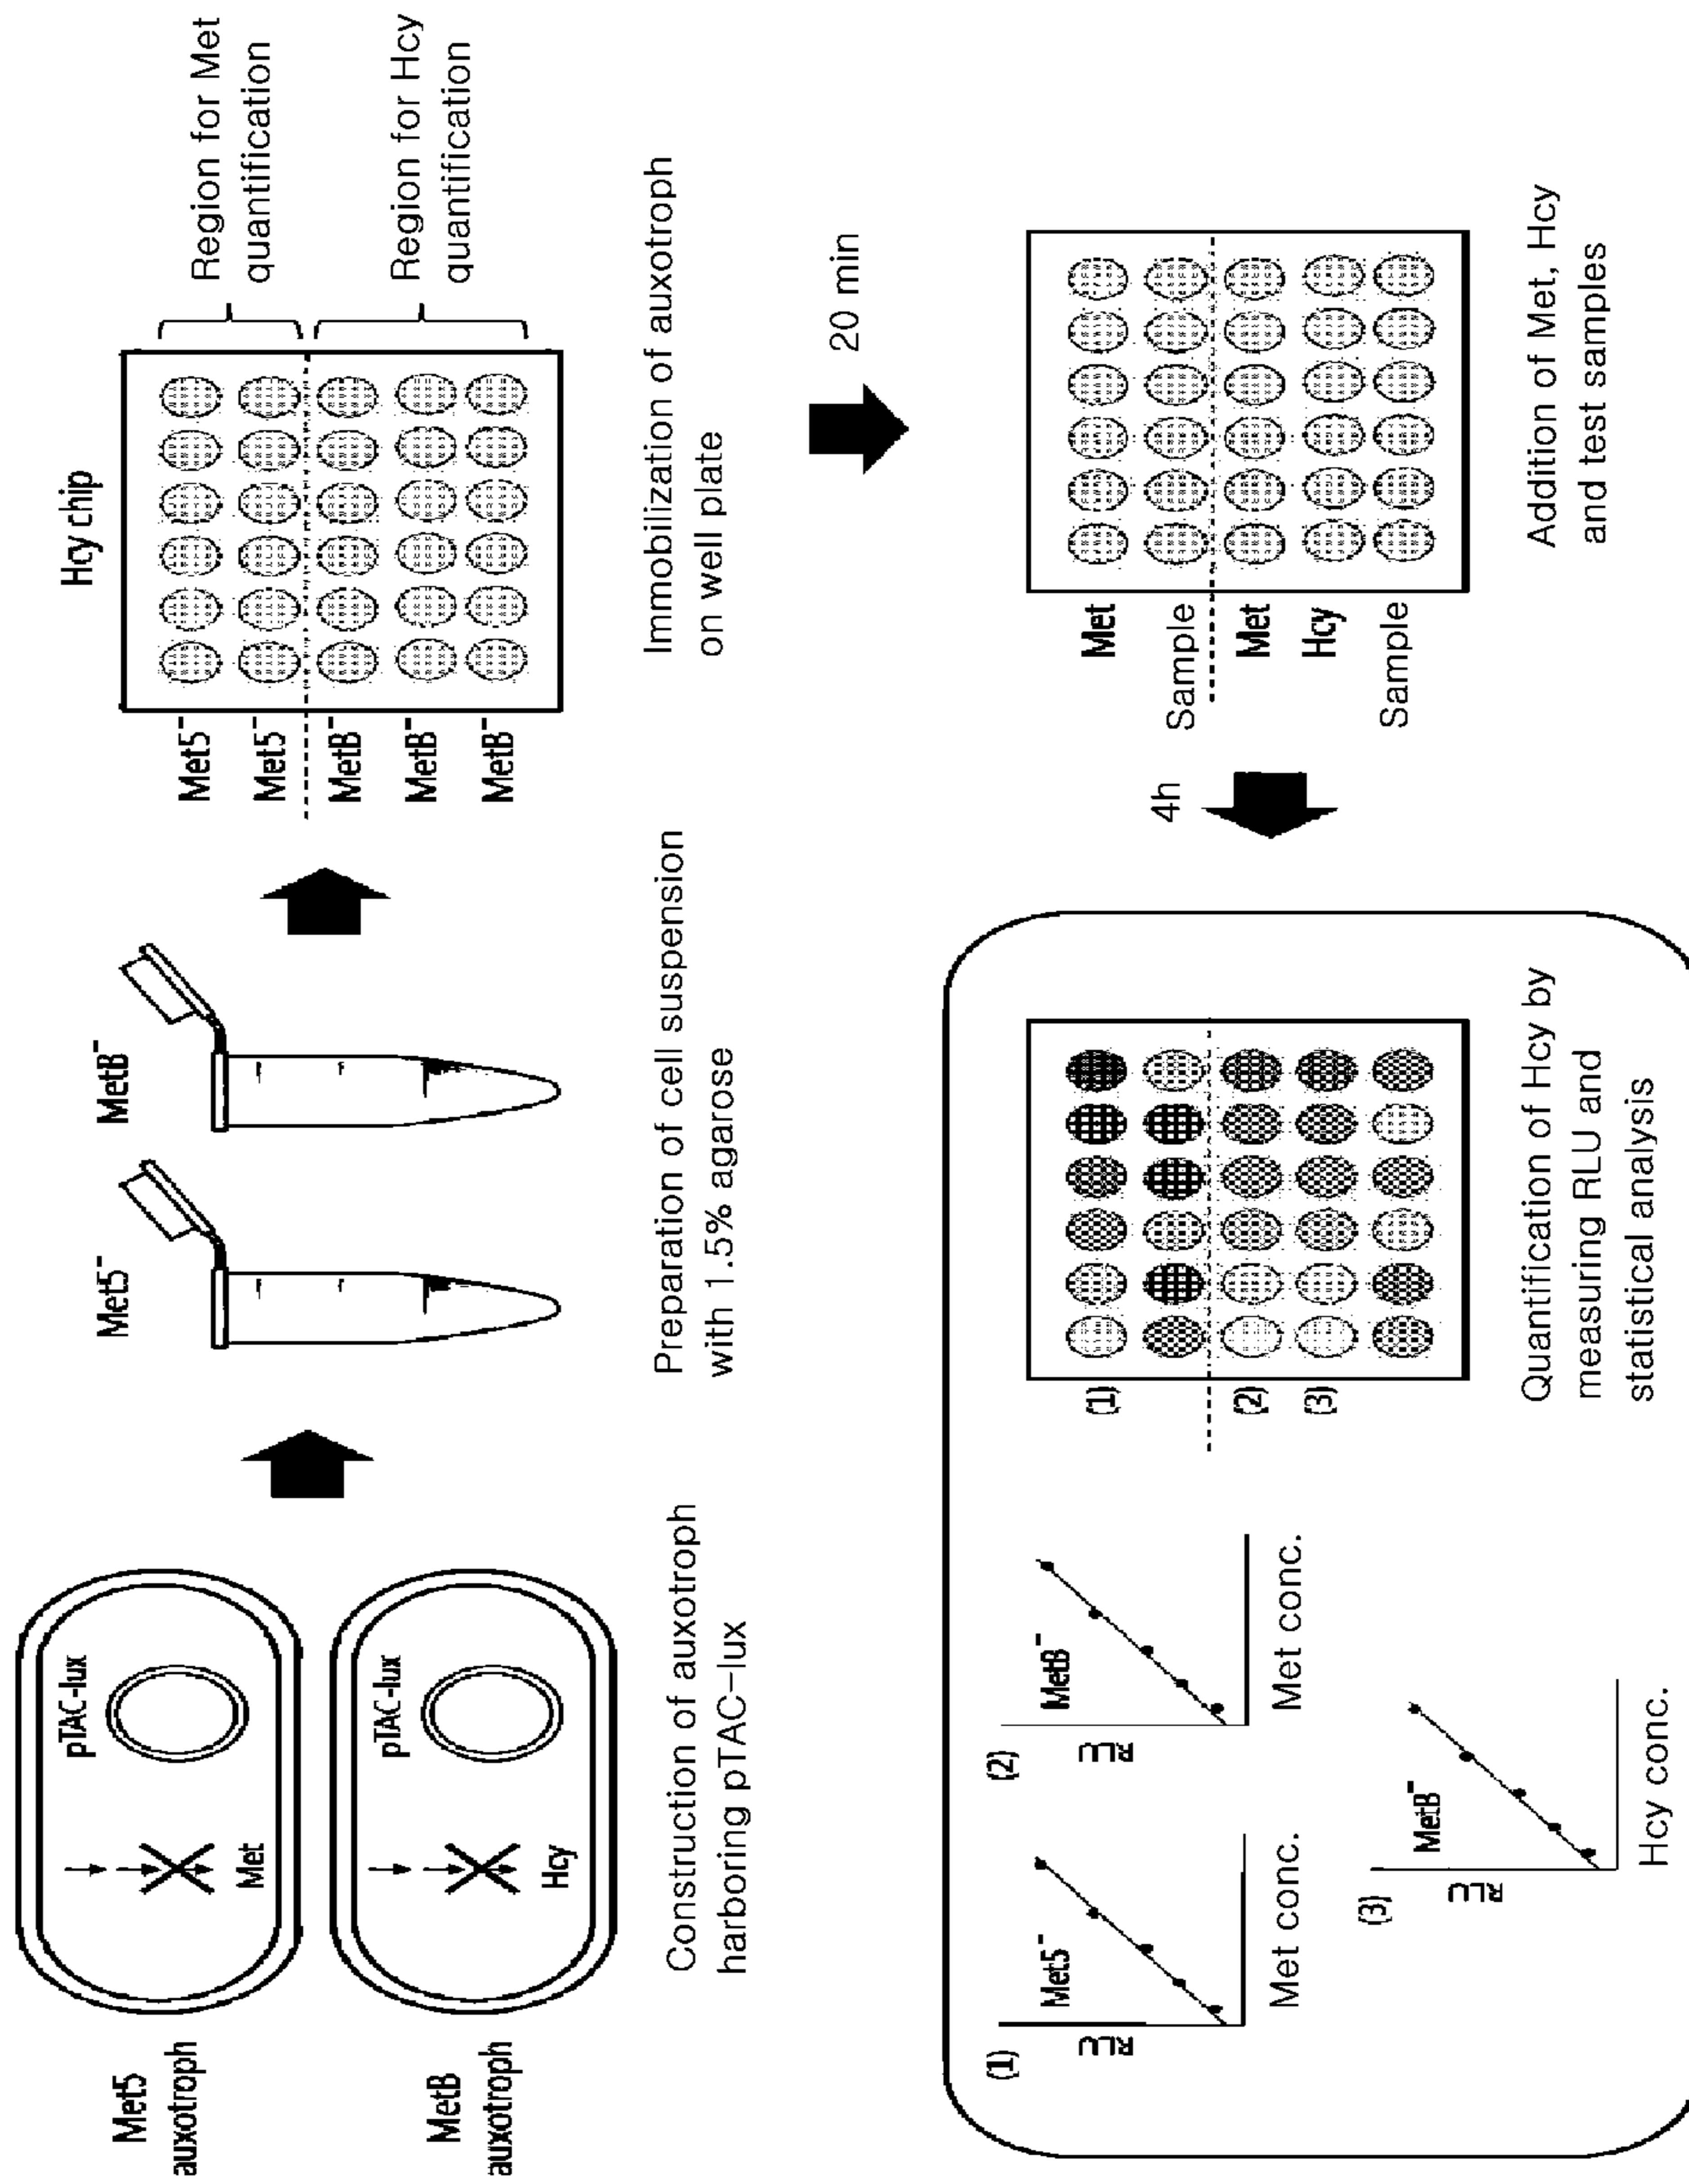 Met5
auxotroph
pTAC-lux
Met
MetB
auxotroph
pTAC-lux
Hcy
Construction of auxotroph
harboring pTAC-lux
Met5⁻
MetB⁻
Preparation of cell suspension
with 1.5% agarose
Hcy chip
Met5⁻
Met5⁻
MetB⁻
MetB⁻
MetB⁻
Region for Met
quantification
Region for Hcy
quantification
Immobilization of auxotroph
on well plate
20 min
Met
Sample
Met
Hcy
Sample
Addition of Met, Hcy
and test samples
4h
(1)
RLU
Met5⁻
Met conc.
(2)
RLU
MetB⁻
Met conc.
(3)
RLU
MetB⁻
Hcy conc.
(1)
(2)
(3)
Quantification of Hcy by
measuring RLU and
statistical analysis